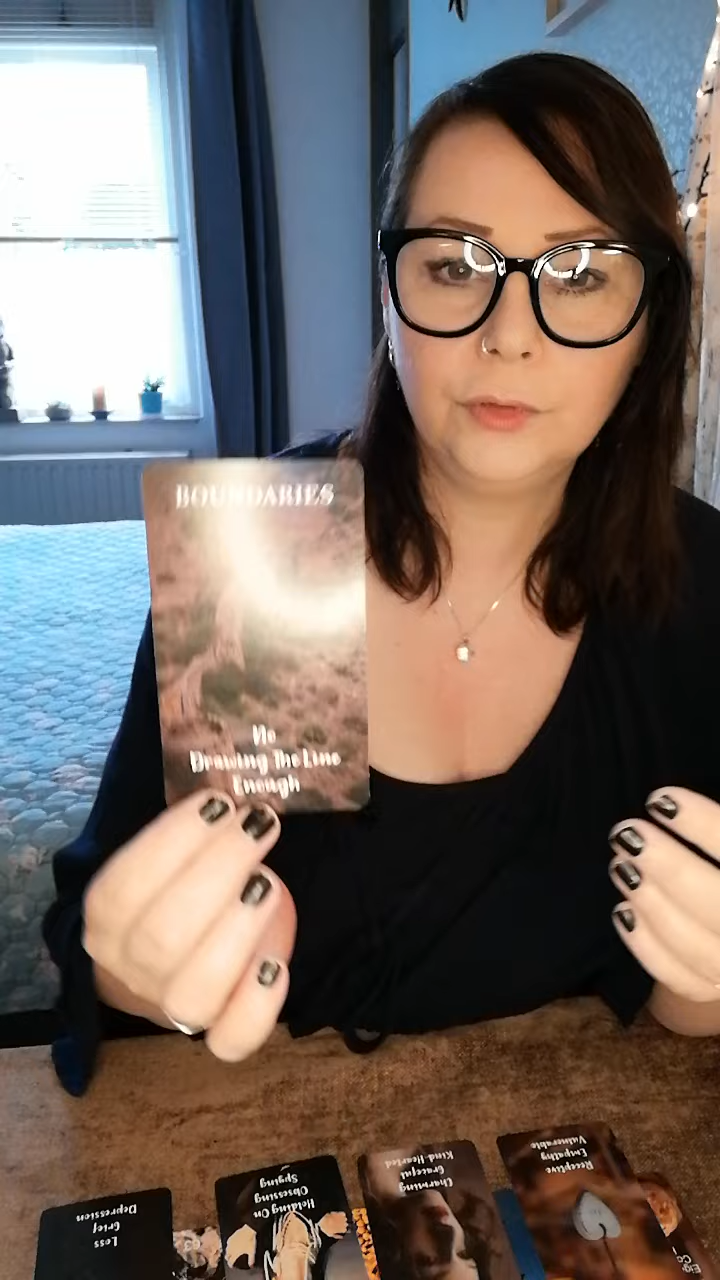 BOUNDARIES
No
Drawing The Line
Enough
Loss
Grief
Depression
Holding On
Obsessing
Spying
Charming
Graceful
Kind Hearted
Receptive
Empathy
Vulnerable